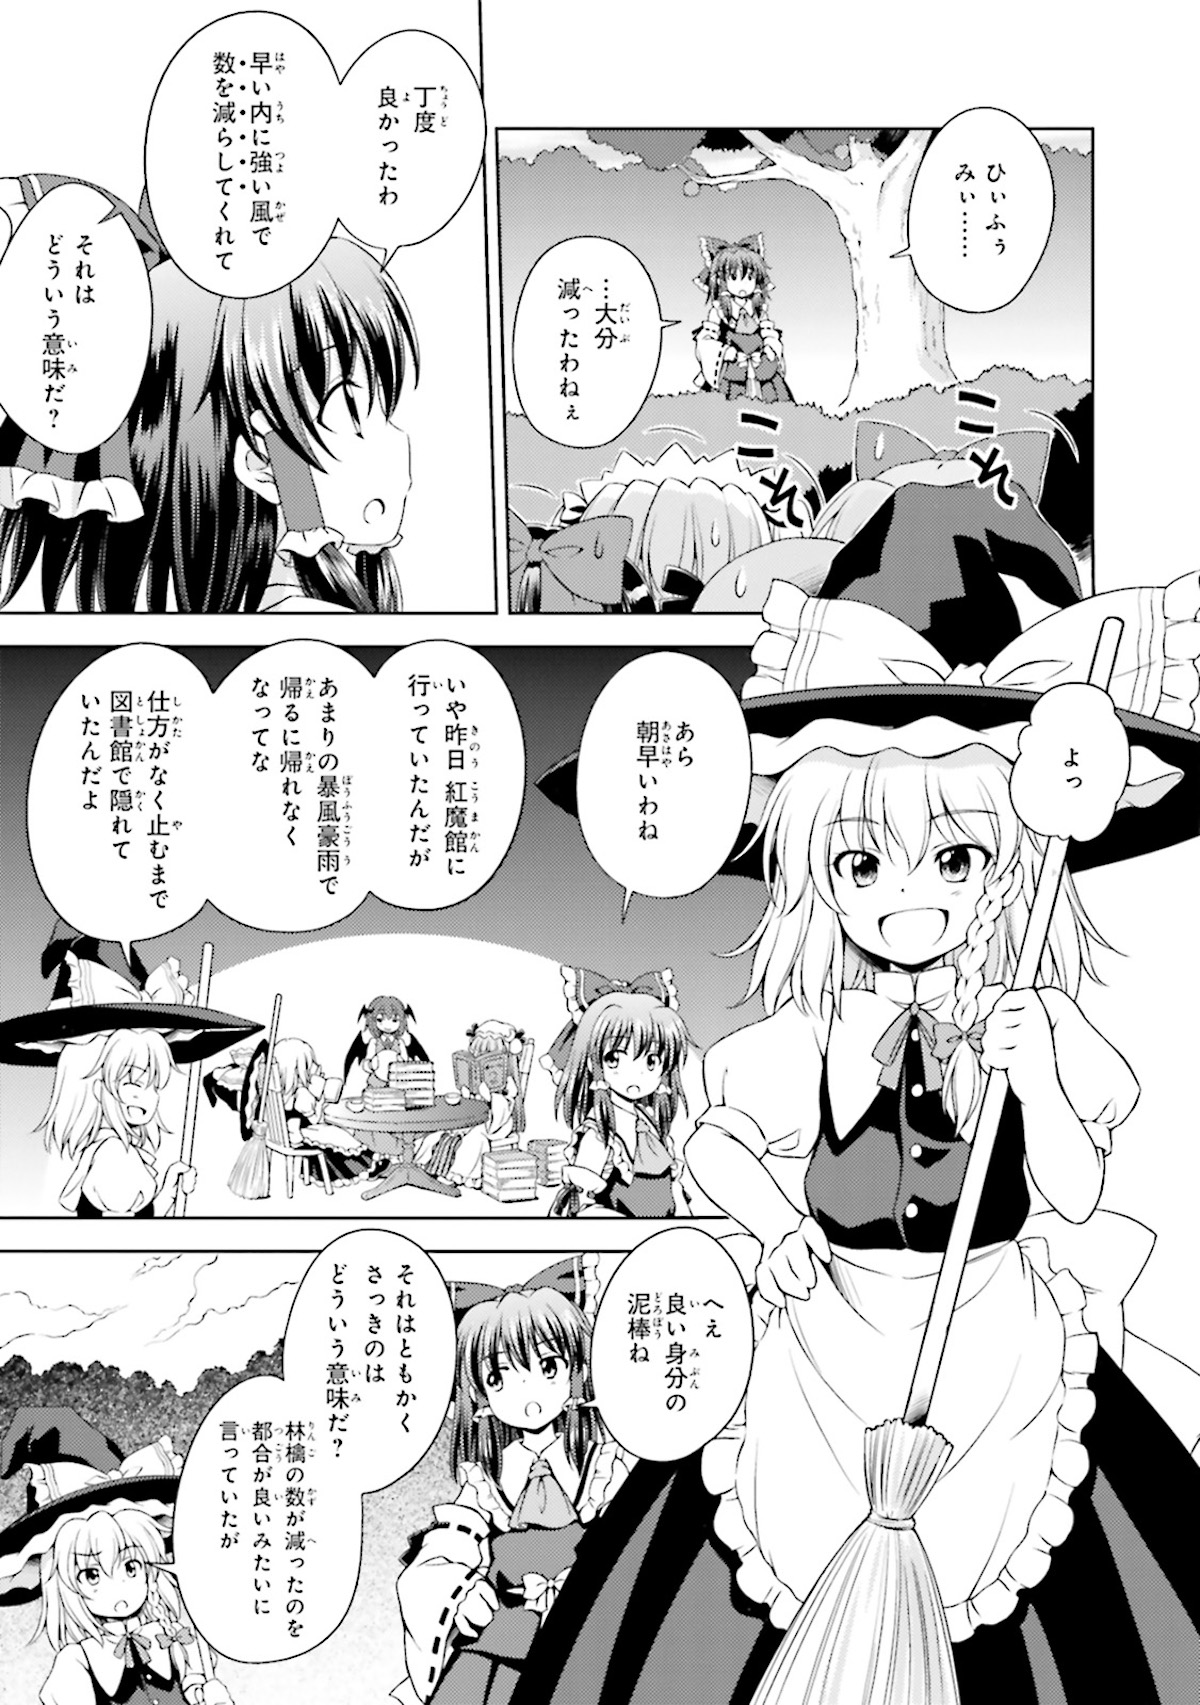 ひぃふぅ
みぃ……
…大分
減ったわねぇ
こそ
こそ
丁度
良かったわ
早い内に強い風で
数を減らしてくれて
それは
どういう意味だ？
よっ
あら
朝早いわね
いや昨日 紅魔館に
行っていたんだが
あまりの暴風豪雨で
帰るに帰れなく
なってな
仕方がなく止むまで
図書館で隠れて
いたんだよ
へえ
良い身分の
泥棒ね
それはともかく
さっきのは
どういう意味だ？
林檎の数が減ったのを
都合が良いみたいに
言っていたが